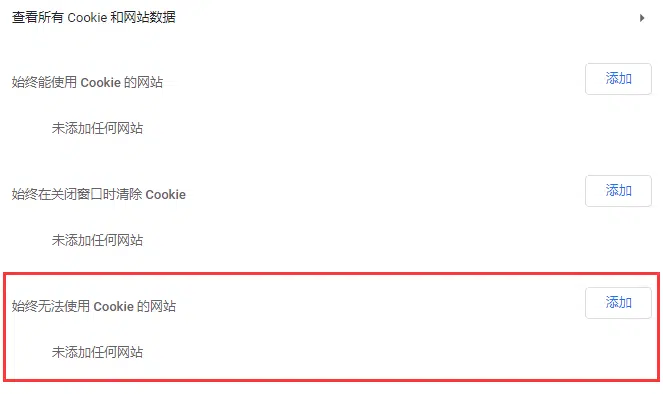 查看所有 Cookie 和网站数据
始终能使用 Cookie 的网站
添加
未添加任何网站
始终在关闭窗口时清除 Cookie
添加
未添加任何网站
始终无法使用 Cookie 的网站
添加
未添加任何网站